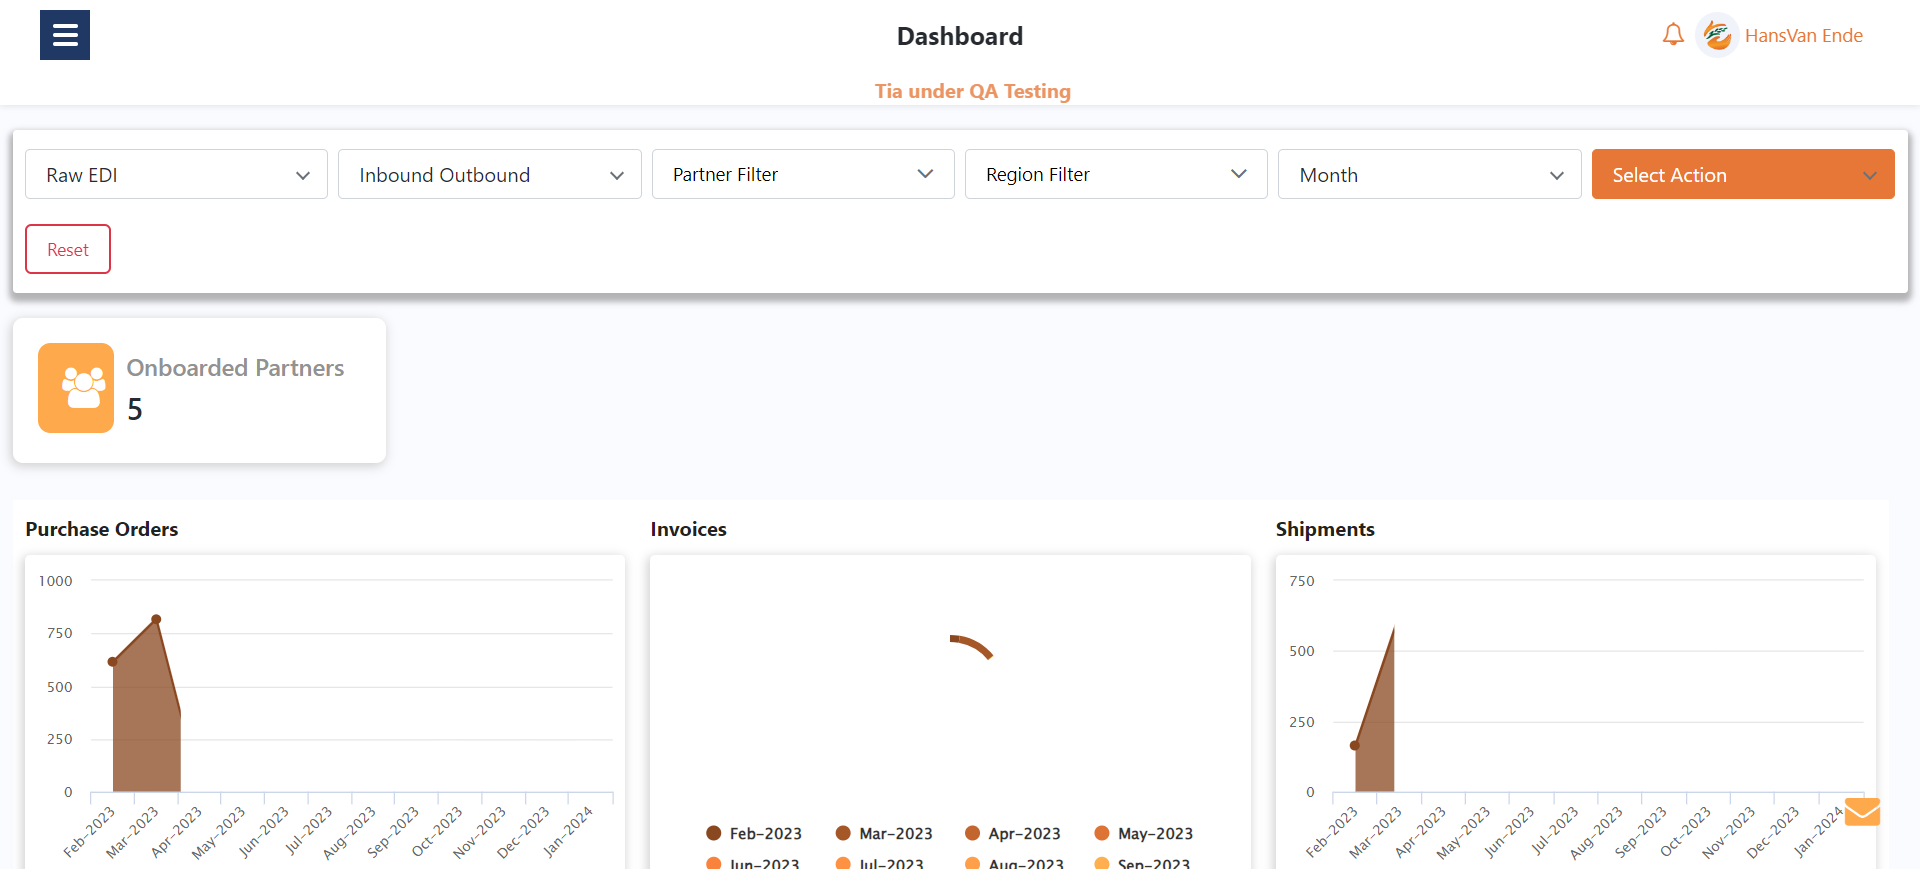 Dashboard
HansVan Ende
Tia under QA Testing
Raw EDI
Inbound Outbound
Partner Filter
Region Filter
Month
Select Action
Reset
Onboarded Partners
5
Purchase Orders
1000
750
500
250
0
Feb-2023
Mar-2023
Apr-2023
May-2023
Jun-2023
Jul-2023
Aug-2023
Sep-2023
Oct-2023
Nov-2023
Dec-2023
Jan-2024
Invoices
Feb-2023
Mar-2023
Apr-2023
May-2023
Jun-2023
Jul-2023
Aug-2023
Sep-2023
Shipments
750
500
250
0
Feb-2023
Mar-2023
Apr-2023
May-2023
Jun-2023
Jul-2023
Aug-2023
Sep-2023
Oct-2023
Nov-2023
Dec-2023
Jan-2024